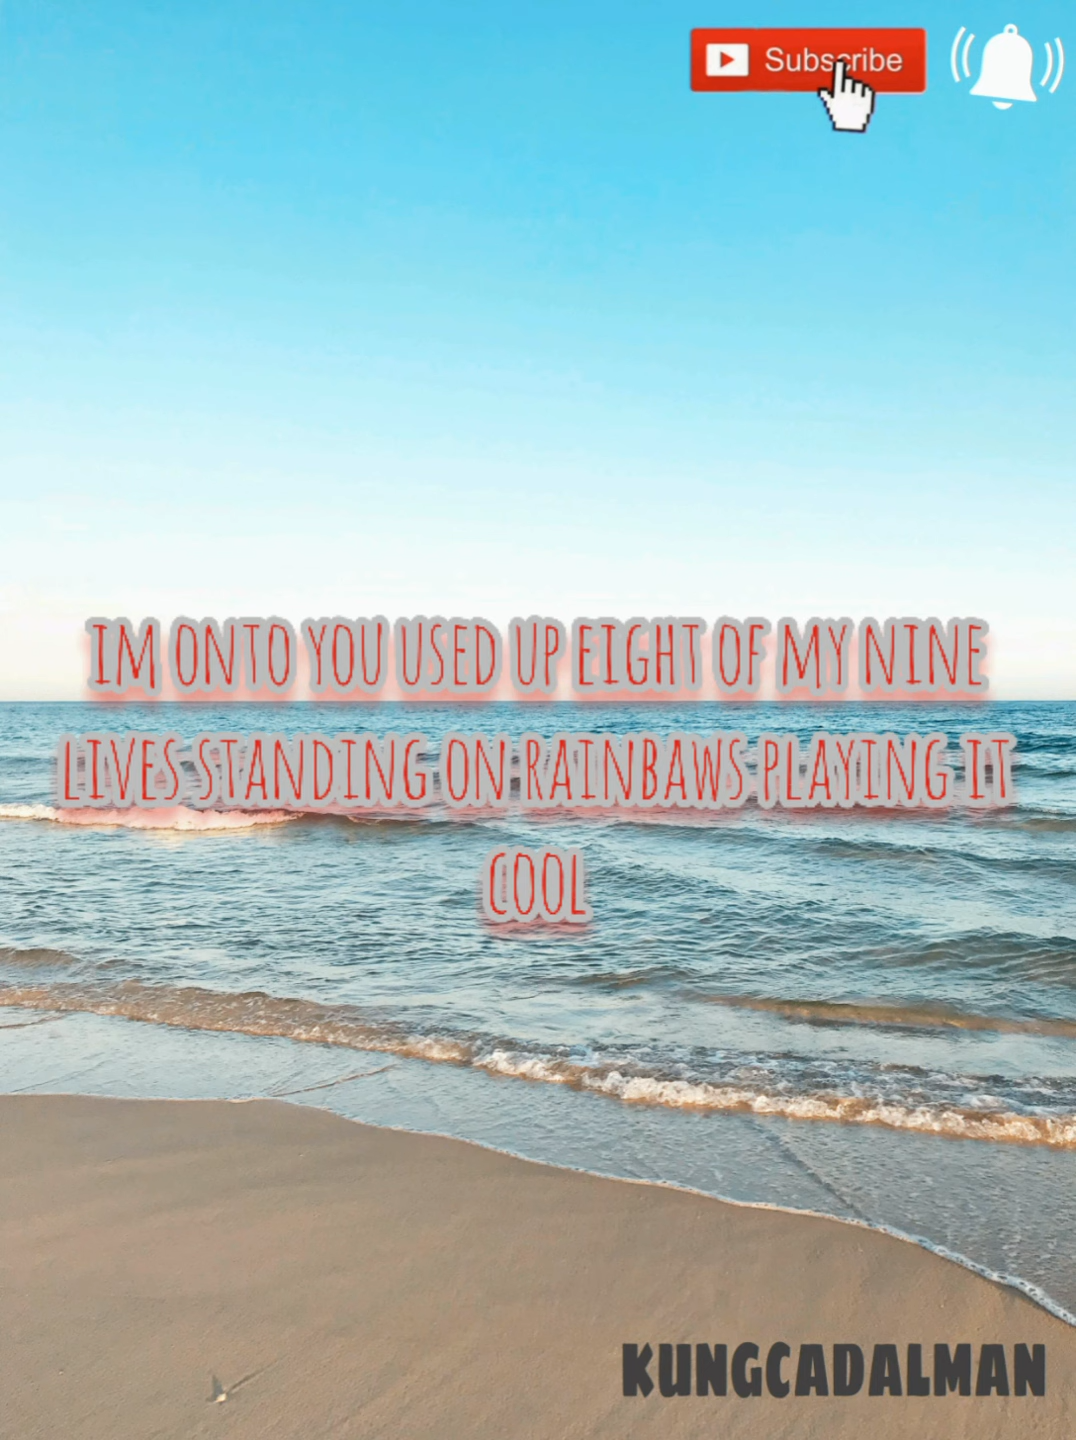 Subscribe
IM ONTO YOU USED UP EIGHT OF MY NINE
LIVES STANDING ON RAINBAWS PLAYING IT
COOL
KUNGCADALMAN